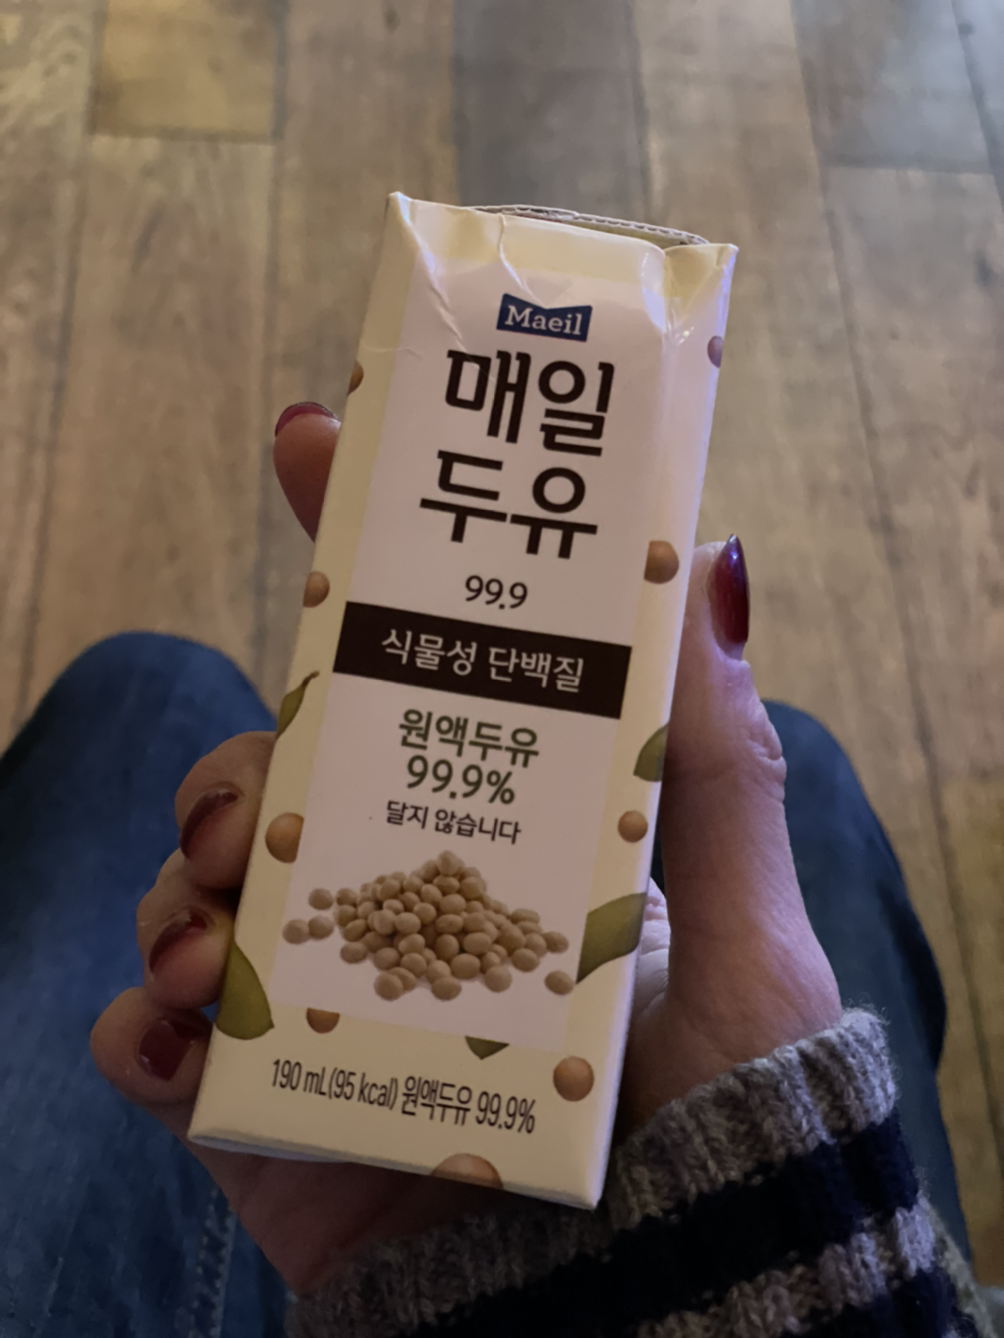 Maeil
매일
두유
99.9
식물성 단백질
원액두유
99.9%
달지 않습니다
190 mL(95 kcal) 원액두유 99.9%